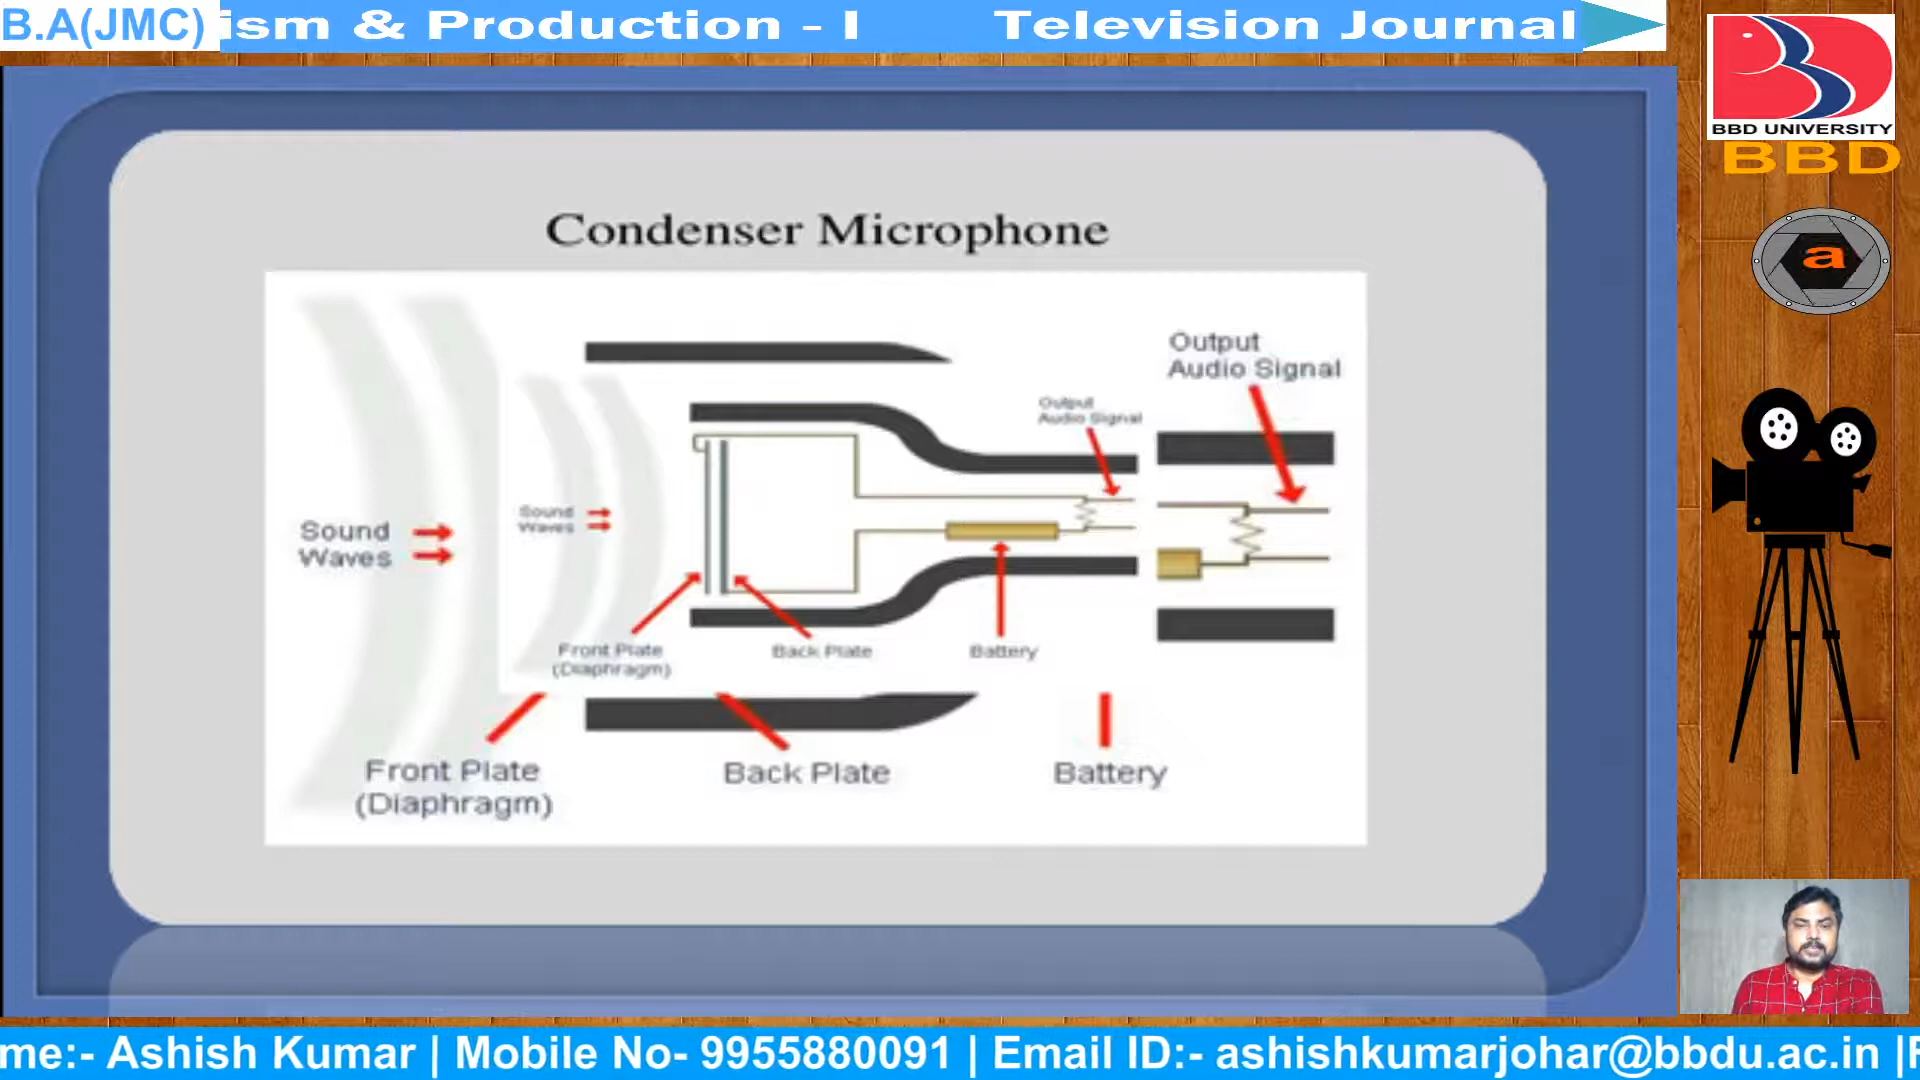 B.A(JMC) ism & Production - I Television Journal
BBD UNIVERSITY
BBD
a
Condenser Microphone
Output
Audio Signal
Output
Audio Signal
Sound
Waves
Sound
Waves
Front Plate
(Diaphragm)
Back Plate
Battery
Front Plate
(Diaphragm)
Back Plate
Battery
me:- Ashish Kumar | Mobile No- 9955880091 | Email ID:- ashishkumarjohar@bbdu.ac.in |F